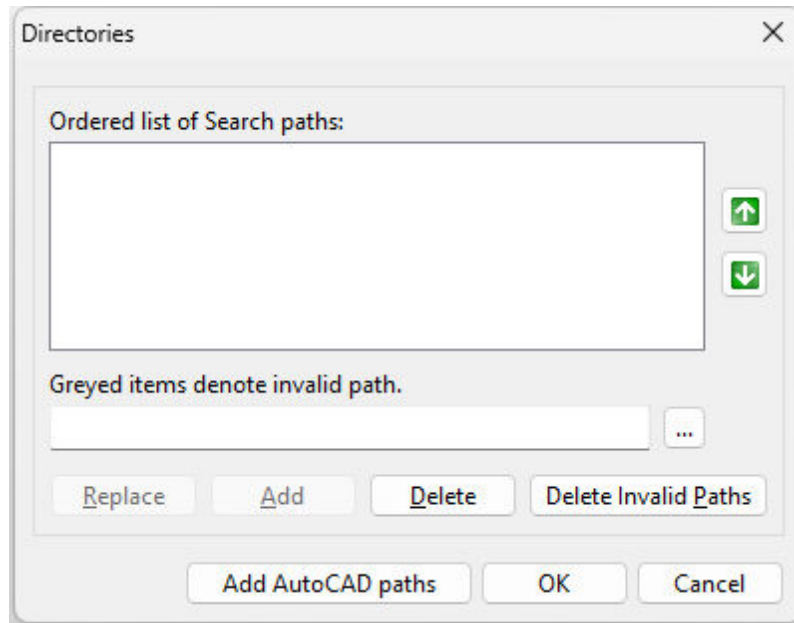 Directories
Ordered list of Search paths:
Greyed items denote invalid path.
...
Replace Add Delete Delete Invalid Paths
Add AutoCAD paths OK Cancel